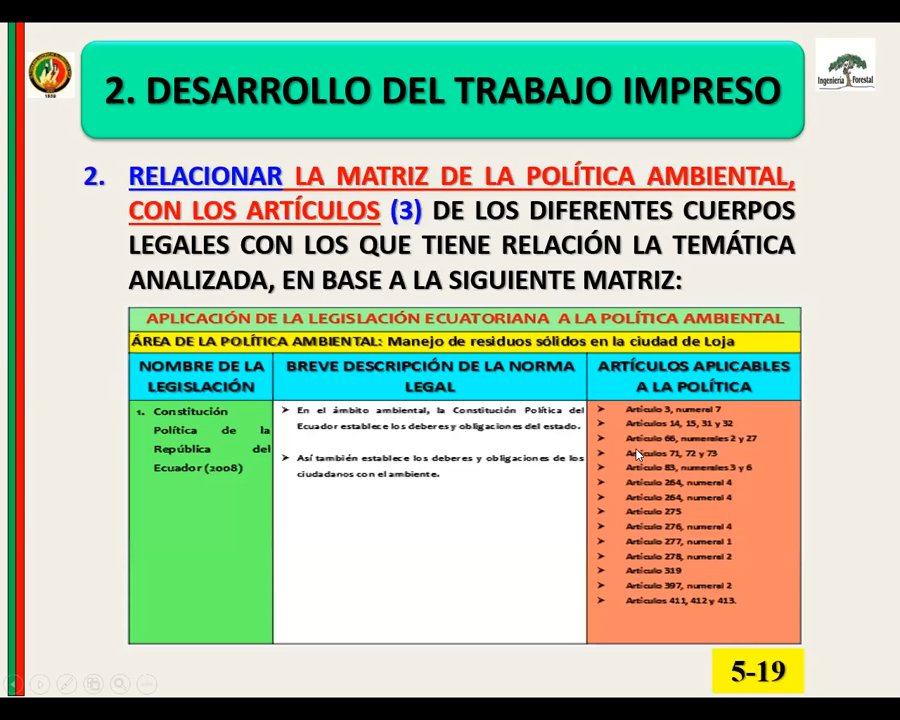 2. DESARROLLO DEL TRABAJO IMPRESO
Ingeniería Forestal
1859
2. RELACIONAR LA MATRIZ DE LA POLÍTICA AMBIENTAL,
CON LOS ARTÍCULOS (3) DE LOS DIFERENTES CUERPOS
LEGALES CON LOS QUE TIENE RELACIÓN LA TEMÁTICA
ANALIZADA, EN BASE A LA SIGUIENTE MATRIZ:
APLICACIÓN DE LA LEGISLACIÓN ECUATORIANA A LA POLÍTICA AMBIENTAL
ÁREA DE LA POLÍTICA AMBIENTAL: Manejo de residuos sólidos en la ciudad de Loja
NOMBRE DE LA
LEGISLACIÓN
BREVE DESCRIPCIÓN DE LA NORMA
LEGAL
ARTÍCULOS APLICABLES
A LA POLÍTICA
1. Constitución
Política de la
República del
Ecuador (2008)
➢ En el ámbito ambiental, la Constitución Política del
Ecuador establece los deberes y obligaciones del estado.
➢ Así también establece los deberes y obligaciones de los
ciudadanos con el ambiente.
➢ Artículo 3, numeral 7
➢ Artículos 14, 15, 31 y 32
➢ Artículo 66, numerales 2 y 27
➢ Artículos 71, 72 y 73
➢ Artículo 83, numerales 3 y 6
➢ Artículo 264, numeral 4
➢ Artículo 264, numeral 4
➢ Artículo 275
➢ Artículo 276, numeral 4
➢ Artículo 277, numeral 1
➢ Artículo 278, numeral 2
➢ Artículo 319
➢ Artículo 397, numeral 2
➢ Artículos 411, 412 y 413.
5-19